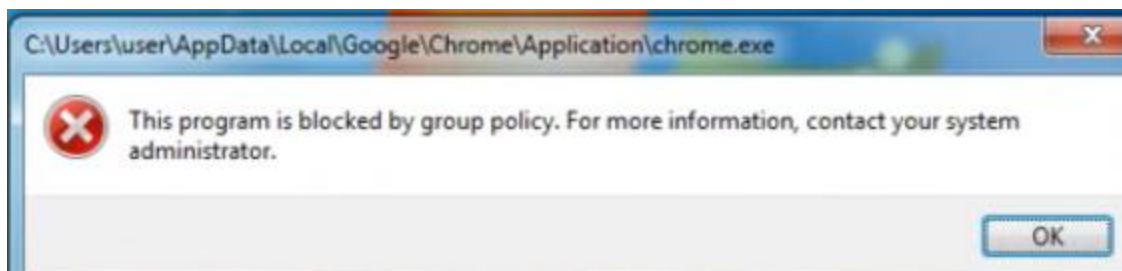 C:\Users\user\AppData\Local\Google\Chrome\Application\chrome.exe
This program is blocked by group policy. For more information, contact your system
administrator.
OK